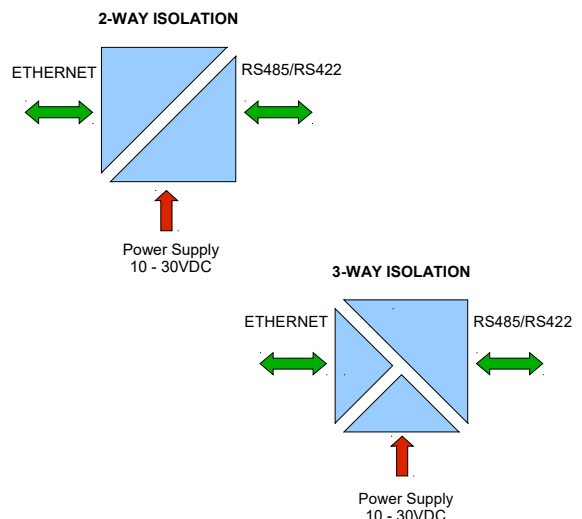 2-WAY ISOLATION
ETHERNET
RS485/RS422
Power Supply
10 - 30VDC
3-WAY ISOLATION
ETHERNET
RS485/RS422
Power Supply
10 - 30VDC